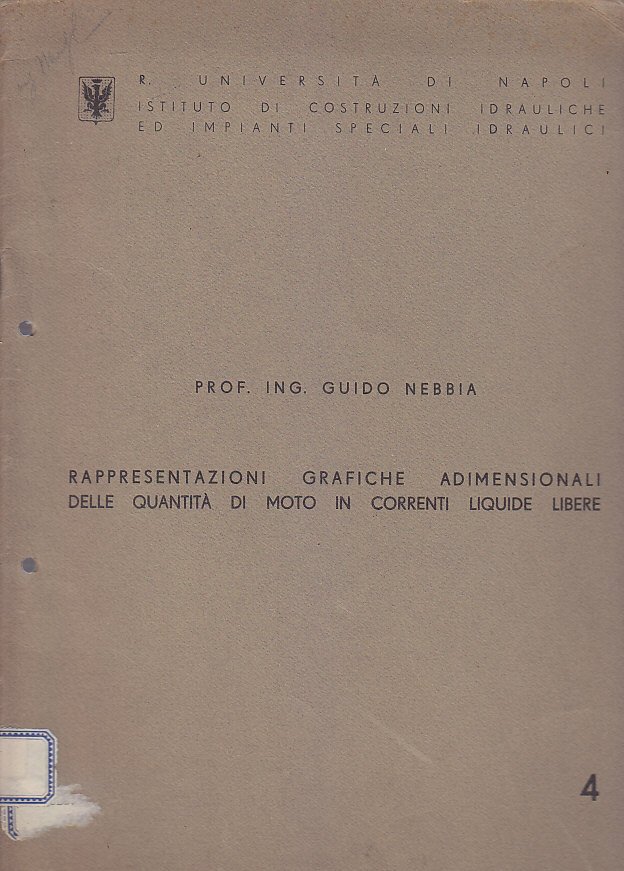 R. UNIVERSITÀ DI NAPOLI
ISTITUTO DI COSTRUZIONI IDRAULICHE
ED IMPIANTI SPECIALI IDRAULICI
PROF. ING. GUIDO NEBBIA
RAPPRESENTAZIONI GRAFICHE ADIMENSIONALI
DELLE QUANTITÀ DI MOTO IN CORRENTI LIQUIDE LIBERE
4